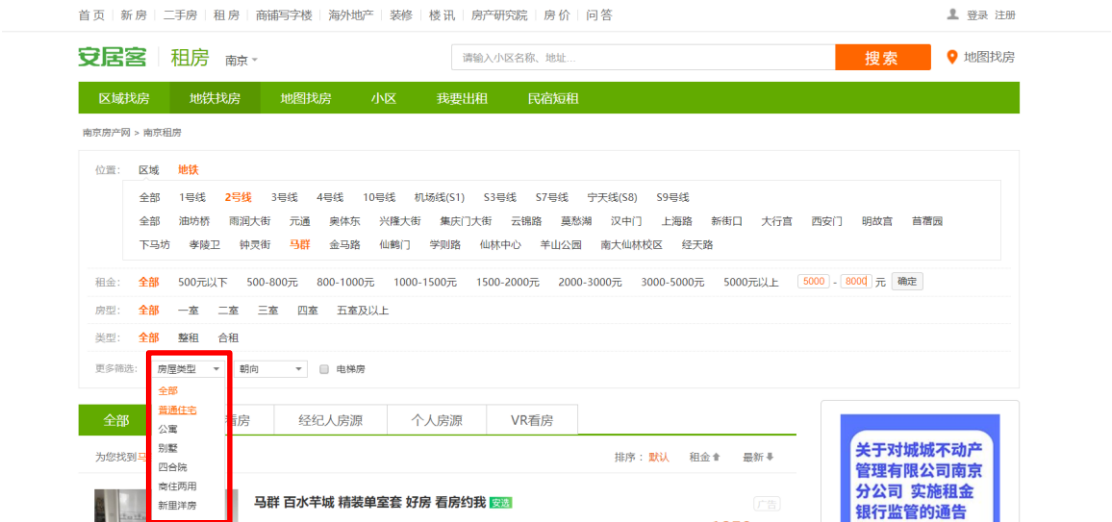 首页 新房 二手房 租房 商铺写字楼 海外地产 装修 楼讯 房产研究院 房价 问答 登录 注册
安居客 租房 南京 请输入小区名称、地址... 搜索 地图找房
区域找房 地铁找房 地图找房 小区 我要出租 民宿短租
南京房产网 > 南京租房
位置: 区域 地铁
全部 1号线 2号线 3号线 4号线 10号线 机场线(S1) S3号线 S7号线 宁天线(S8) S9号线
全部 油坊桥 雨润大街 元通 奥体东 兴隆大街 集庆门大街 云锦路 莫愁湖 汉中门 上海路 新街口 大行宫 西安门 明故宫 苜蓿园
下马坊 孝陵卫 钟灵街 马群 金马路 仙鹤门 学则路 仙林中心 羊山公园 南大仙林校区 经天路
租金: 全部 500元以下 500-800元 800-1000元 1000-1500元 1500-2000元 2000-3000元 3000-5000元 5000元以上 5000 - 8000 元 确定
房型: 全部 一室 二室 三室 四室 五室及以上
类型: 全部 整租 合租
更多筛选: 房屋类型 朝向 电梯房
全部
普通住宅
公寓
别墅
四合院
商住两用
新里洋房
全部 看房 经纪人房源 个人房源 VR看房
为您找到马 排序: 默认 租金 最新
马群 百水芊城 精装单室套 好房 看房约我 安选 广告
关于对城城不动产
管理有限公司南京
分公司 实施租金
银行监管的通告